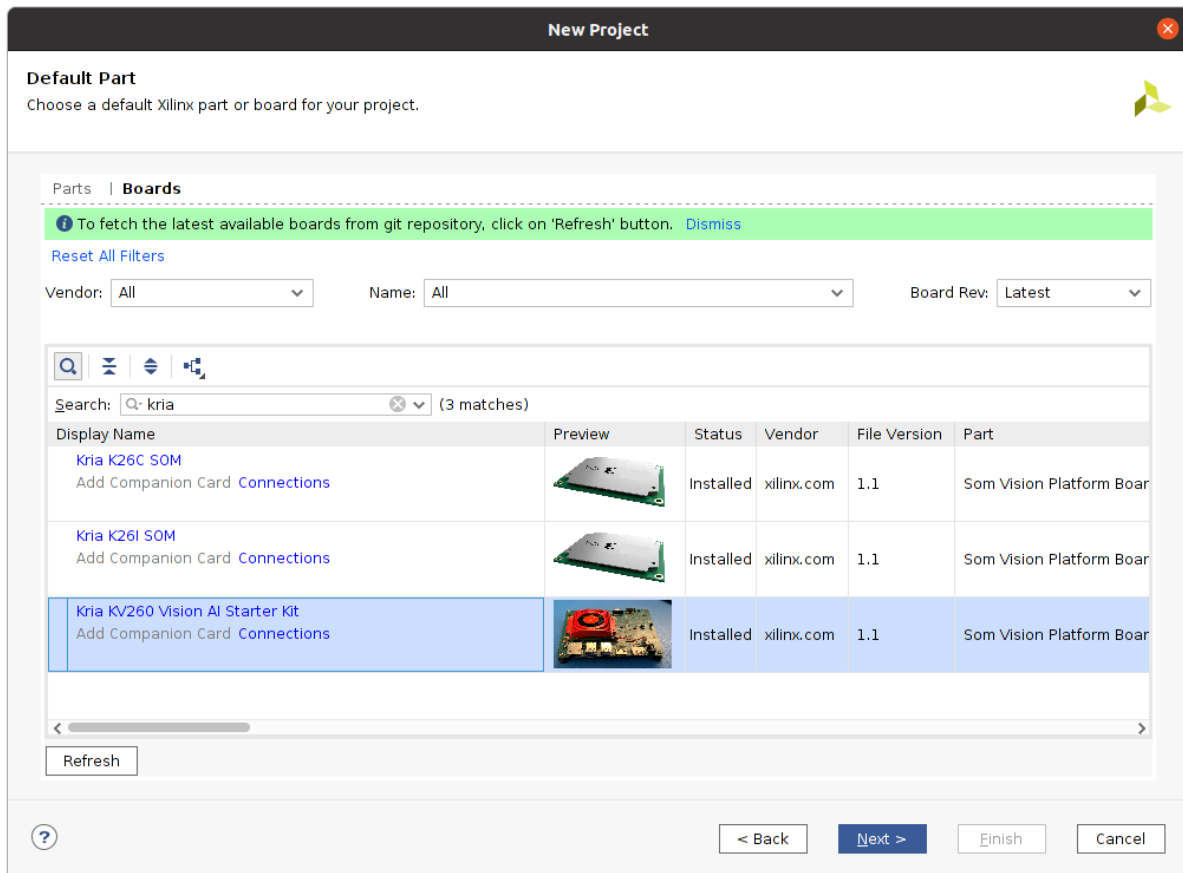 New Project
Default Part
Choose a default Xilinx part or board for your project.
Parts | Boards
To fetch the latest available boards from git repository, click on 'Refresh' button. Dismiss
Reset All Filters
Vendor: All Name: All Board Rev: Latest
Search: kria (3 matches)
Display Name Preview Status Vendor File Version Part
Kria K26C SOM
Add Companion Card Connections Installed xilinx.com 1.1 Som Vision Platform Boar
Kria K26I SOM
Add Companion Card Connections Installed xilinx.com 1.1 Som Vision Platform Boar
Kria KV260 Vision AI Starter Kit
Add Companion Card Connections Installed xilinx.com 1.1 Som Vision Platform Boar
Refresh
? < Back Next > Finish Cancel